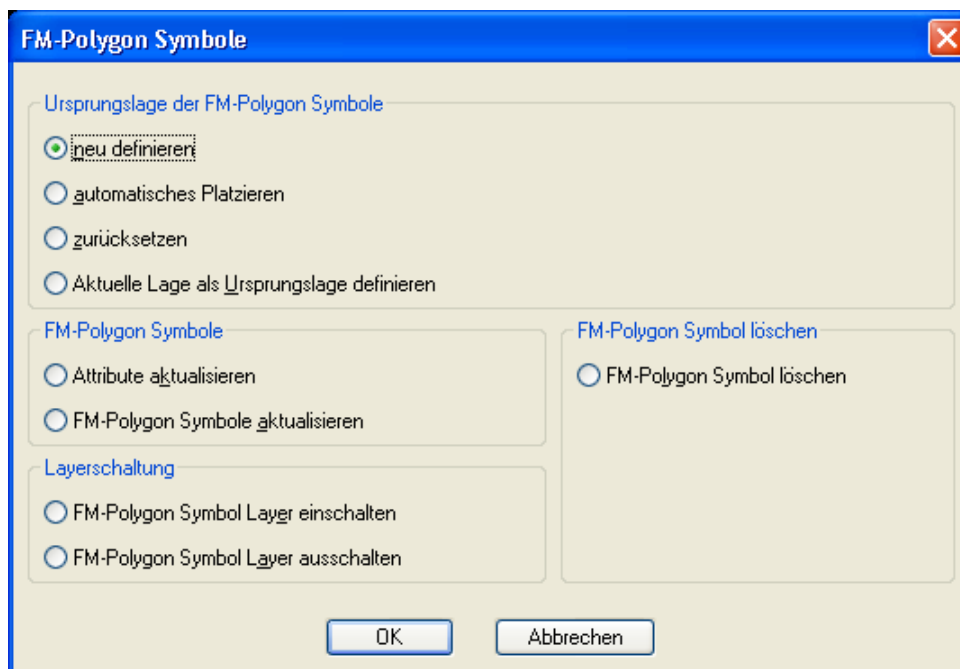 FM-Polygon Symbole
Ursprungslage der FM-Polygon Symbole
neu definieren
automatisches Platzieren
zurücksetzen
Aktuelle Lage als Ursprungslage definieren
FM-Polygon Symbole
Attribute aktualisieren
FM-Polygon Symbole aktualisieren
FM-Polygon Symbol löschen
FM-Polygon Symbol löschen
Layerschaltung
FM-Polygon Symbol Layer einschalten
FM-Polygon Symbol Layer ausschalten
OK
Abbrechen